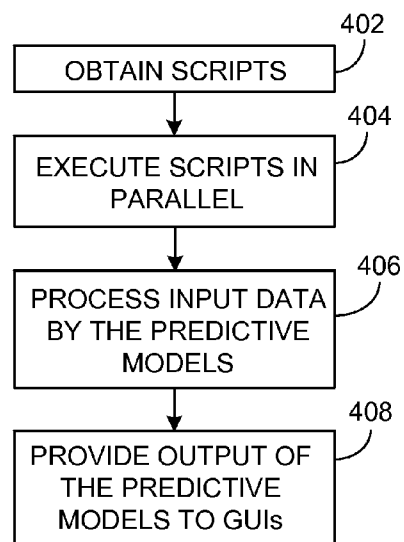 402
OBTAIN SCRIPTS
404
EXECUTE SCRIPTS IN
PARALLEL
406
PROCESS INPUT DATA
BY THE PREDICTIVE
MODELS
408
PROVIDE OUTPUT OF
THE PREDICTIVE
MODELS TO GUIs